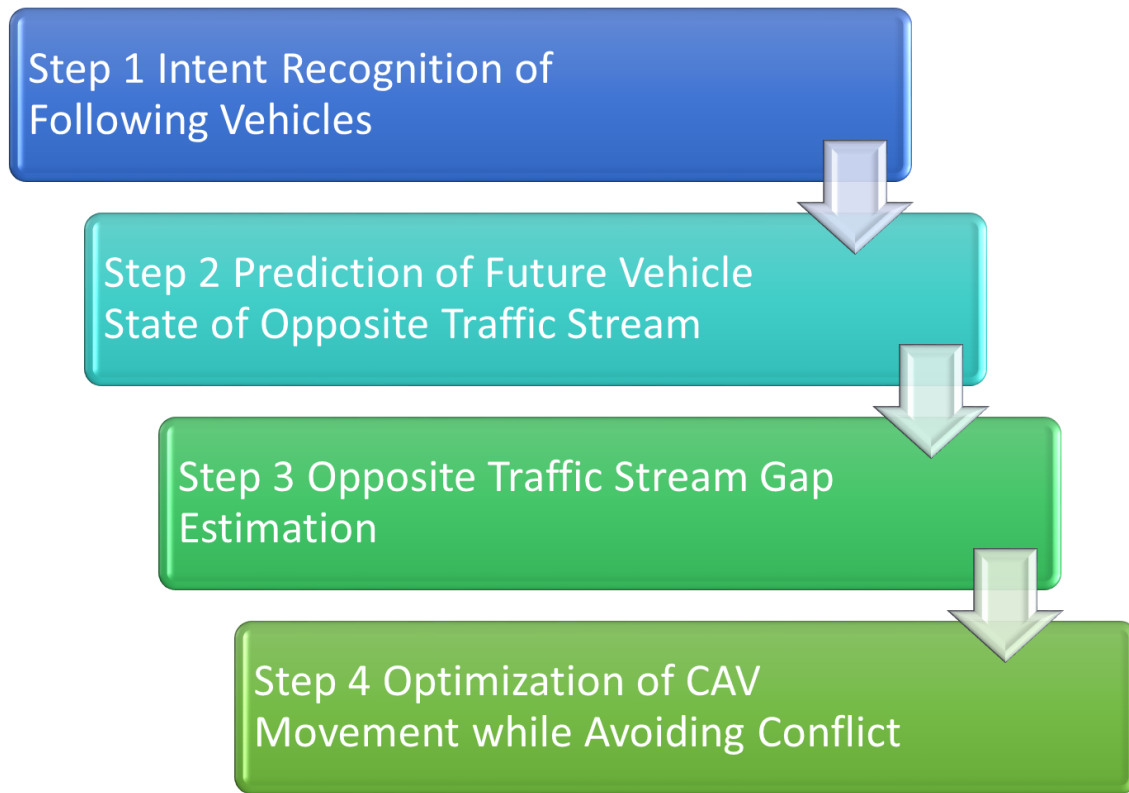 Step 1 Intent Recognition of
Following Vehicles
Step 2 Prediction of Future Vehicle
State of Opposite Traffic Stream
Step 3 Opposite Traffic Stream Gap
Estimation
Step 4 Optimization of CAV
Movement while Avoiding Conflict